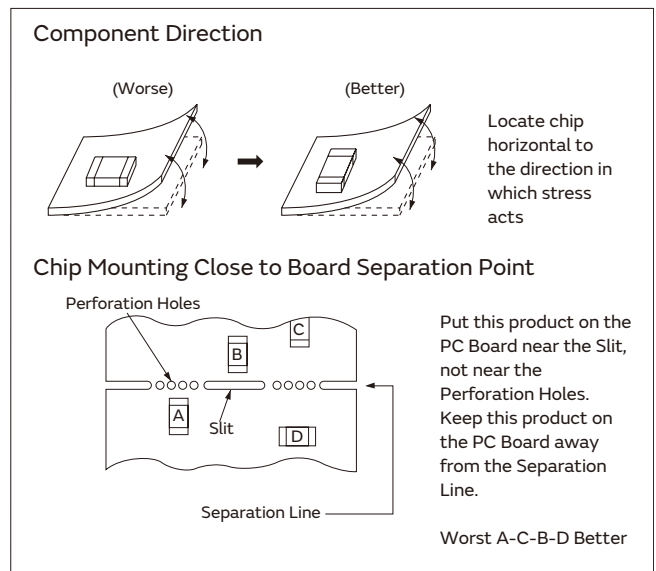 Component Direction
(Worse)
(Better)
Locate chip
horizontal to
the direction in
which stress
acts
Chip Mounting Close to Board Separation Point
Perforation Holes
C
B
A
Slit
D
Separation Line
Put this product on the
PC Board near the Slit,
not near the
Perforation Holes.
Keep this product on
the PC Board away
from the Separation
Line.
Worst A-C-B-D Better